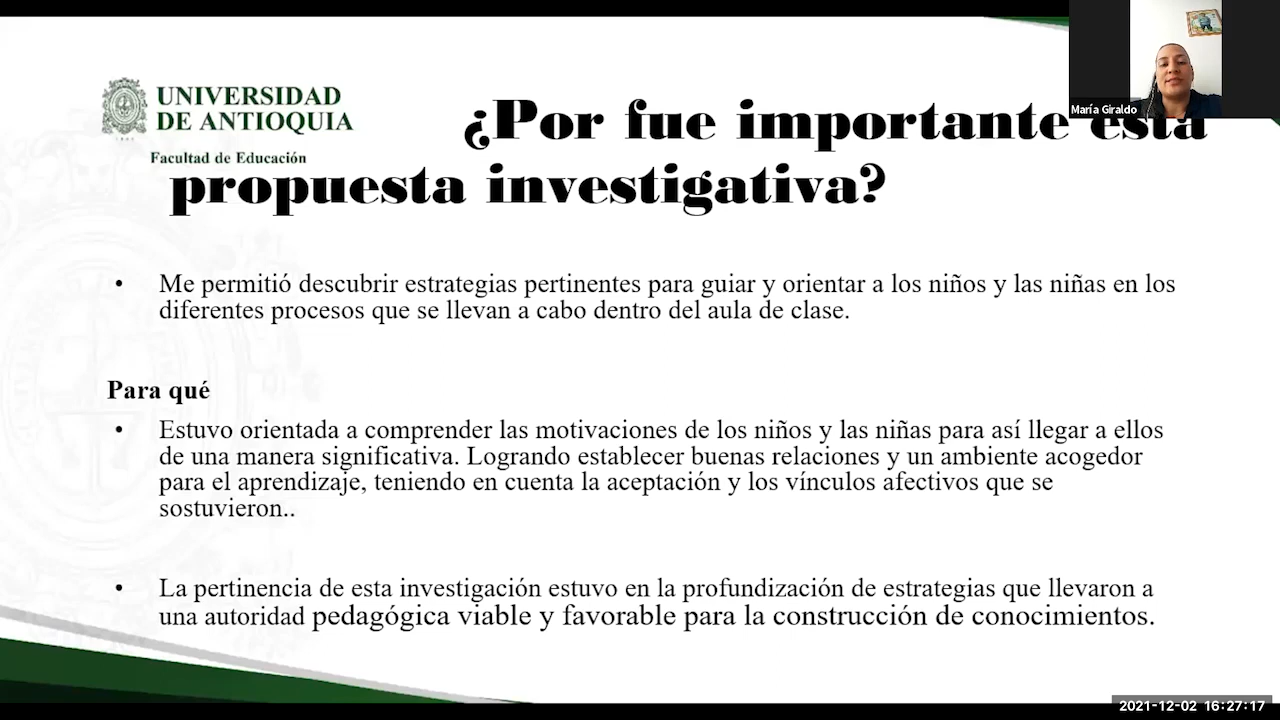 María Giraldo
UNIVERSIDAD
DE ANTIOQUIA
1803
Facultad de Educación
¿Por fue importante esta
propuesta investigativa?
• Me permitió descubrir estrategias pertinentes para guiar y orientar a los niños y las niñas en los
diferentes procesos que se llevan a cabo dentro del aula de clase.
Para qué
• Estuvo orientada a comprender las motivaciones de los niños y las niñas para así llegar a ellos
de una manera significativa. Logrando establecer buenas relaciones y un ambiente acogedor
para el aprendizaje, teniendo en cuenta la aceptación y los vínculos afectivos que se
sostuvieron..
• La pertinencia de esta investigación estuvo en la profundización de estrategias que llevaron a
una autoridad pedagógica viable y favorable para la construcción de conocimientos.
2021-12-02 16:27:17